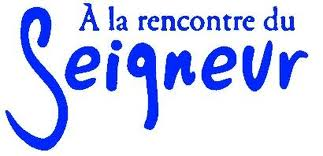 À la rencontre du
Seigneur